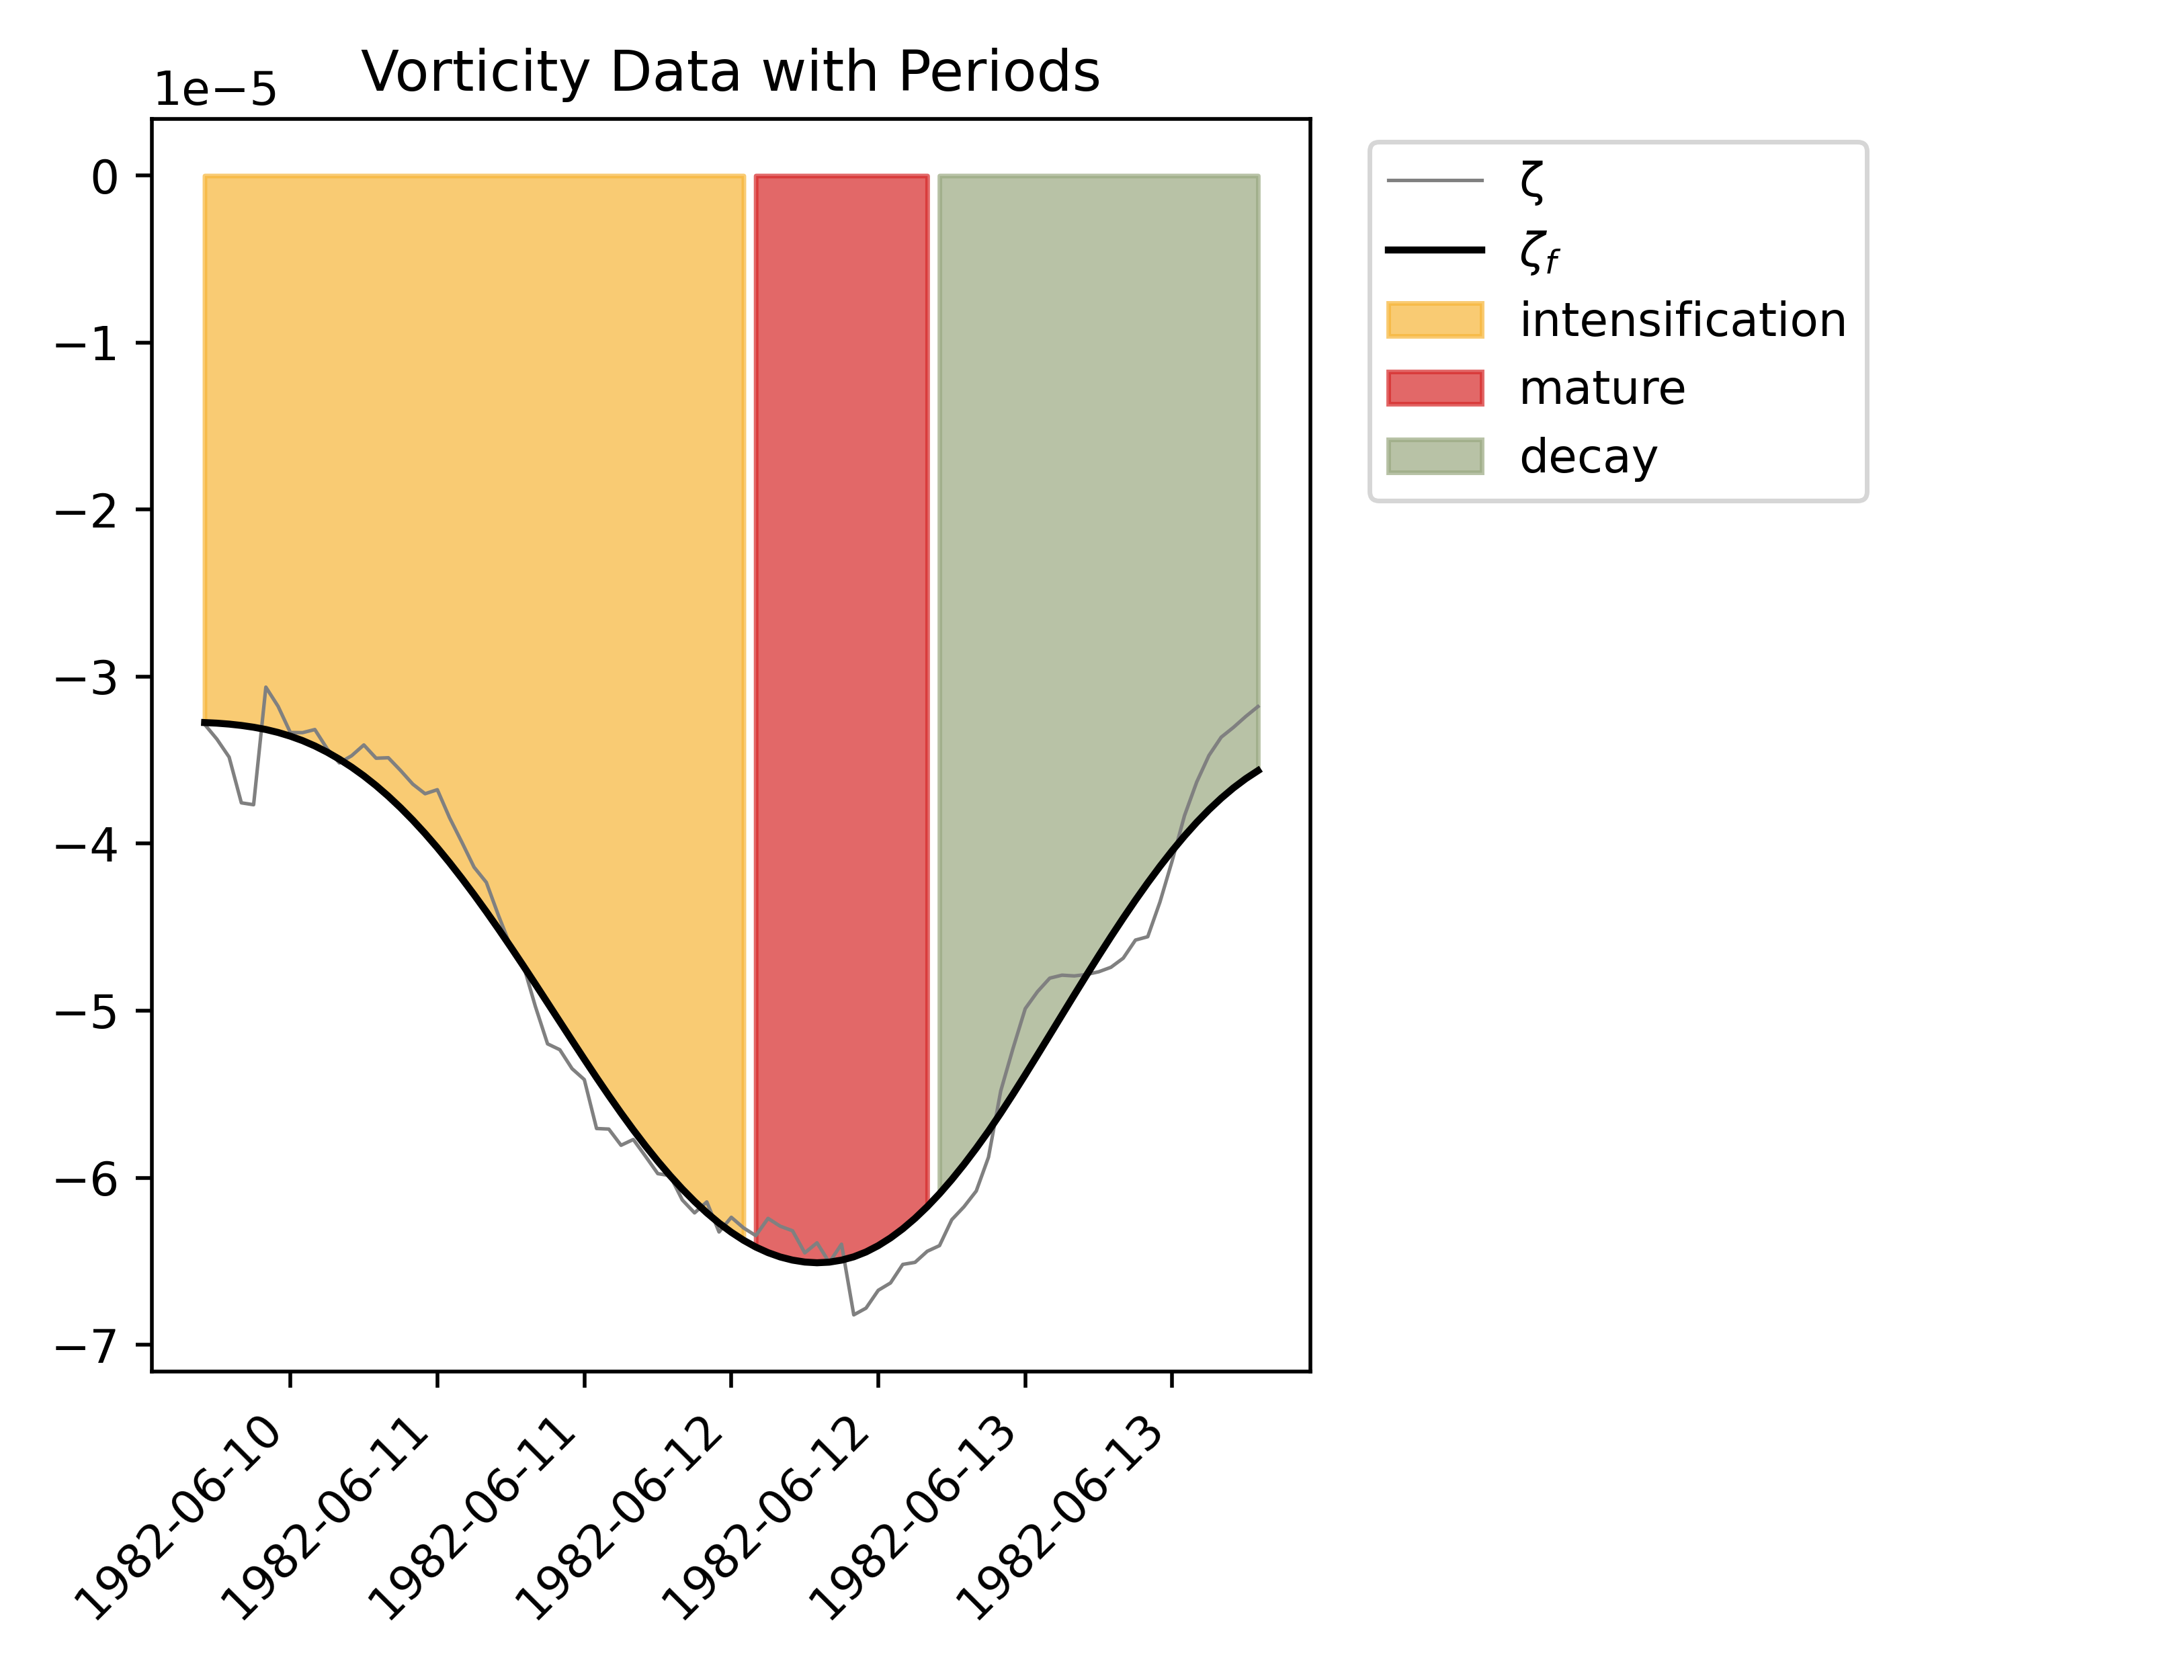 Vorticity Data with Periods
1e−5
0
−1
−2
−3
−4
−5
−6
−7
1982-06-10
1982-06-11
1982-06-11
1982-06-12
1982-06-12
1982-06-13
1982-06-13
ζ
ζf
intensification
mature
decay